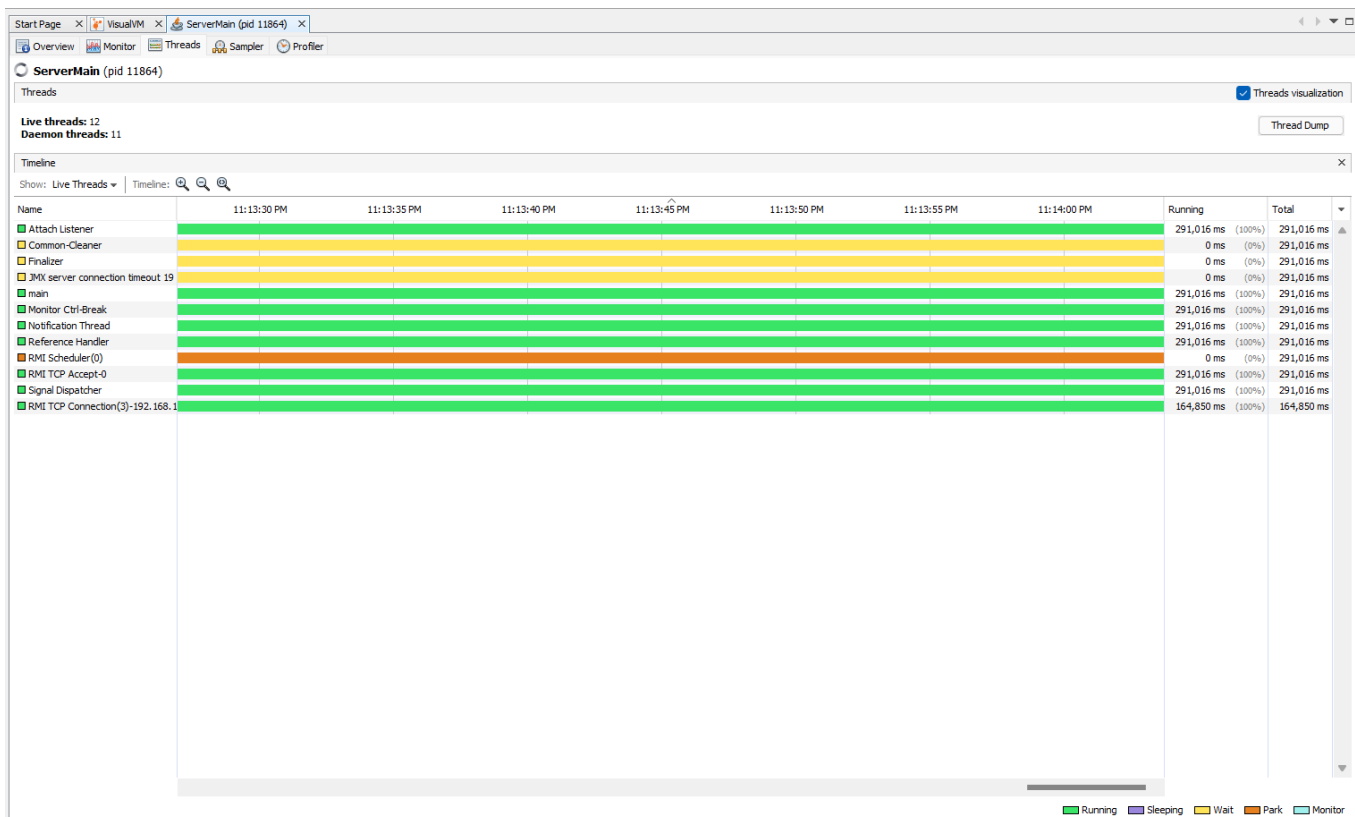 Start Page X VisualVM X ServerMain (pid 11864) X
Overview Monitor Threads Sampler Profiler
ServerMain (pid 11864)
Threads Threads visualization
Live threads: 12
Daemon threads: 11
Thread Dump
Timeline X
Show: Live Threads Timeline:
Name 11:13:30 PM 11:13:35 PM 11:13:40 PM 11:13:45 PM 11:13:50 PM 11:13:55 PM 11:14:00 PM Running Total
Attach Listener 291,016 ms (100%) 291,016 ms
Common-Cleaner 0 ms (0%) 291,016 ms
Finalizer 0 ms (0%) 291,016 ms
JMX server connection timeout 19 0 ms (0%) 291,016 ms
main 291,016 ms (100%) 291,016 ms
Monitor Ctrl-Break 291,016 ms (100%) 291,016 ms
Notification Thread 291,016 ms (100%) 291,016 ms
Reference Handler 291,016 ms (100%) 291,016 ms
RMI Scheduler(0) 0 ms (0%) 291,016 ms
RMI TCP Accept-0 291,016 ms (100%) 291,016 ms
Signal Dispatcher 291,016 ms (100%) 291,016 ms
RMI TCP Connection(3)-192.168.1 164,850 ms (100%) 164,850 ms
Running Sleeping Wait Park Monitor